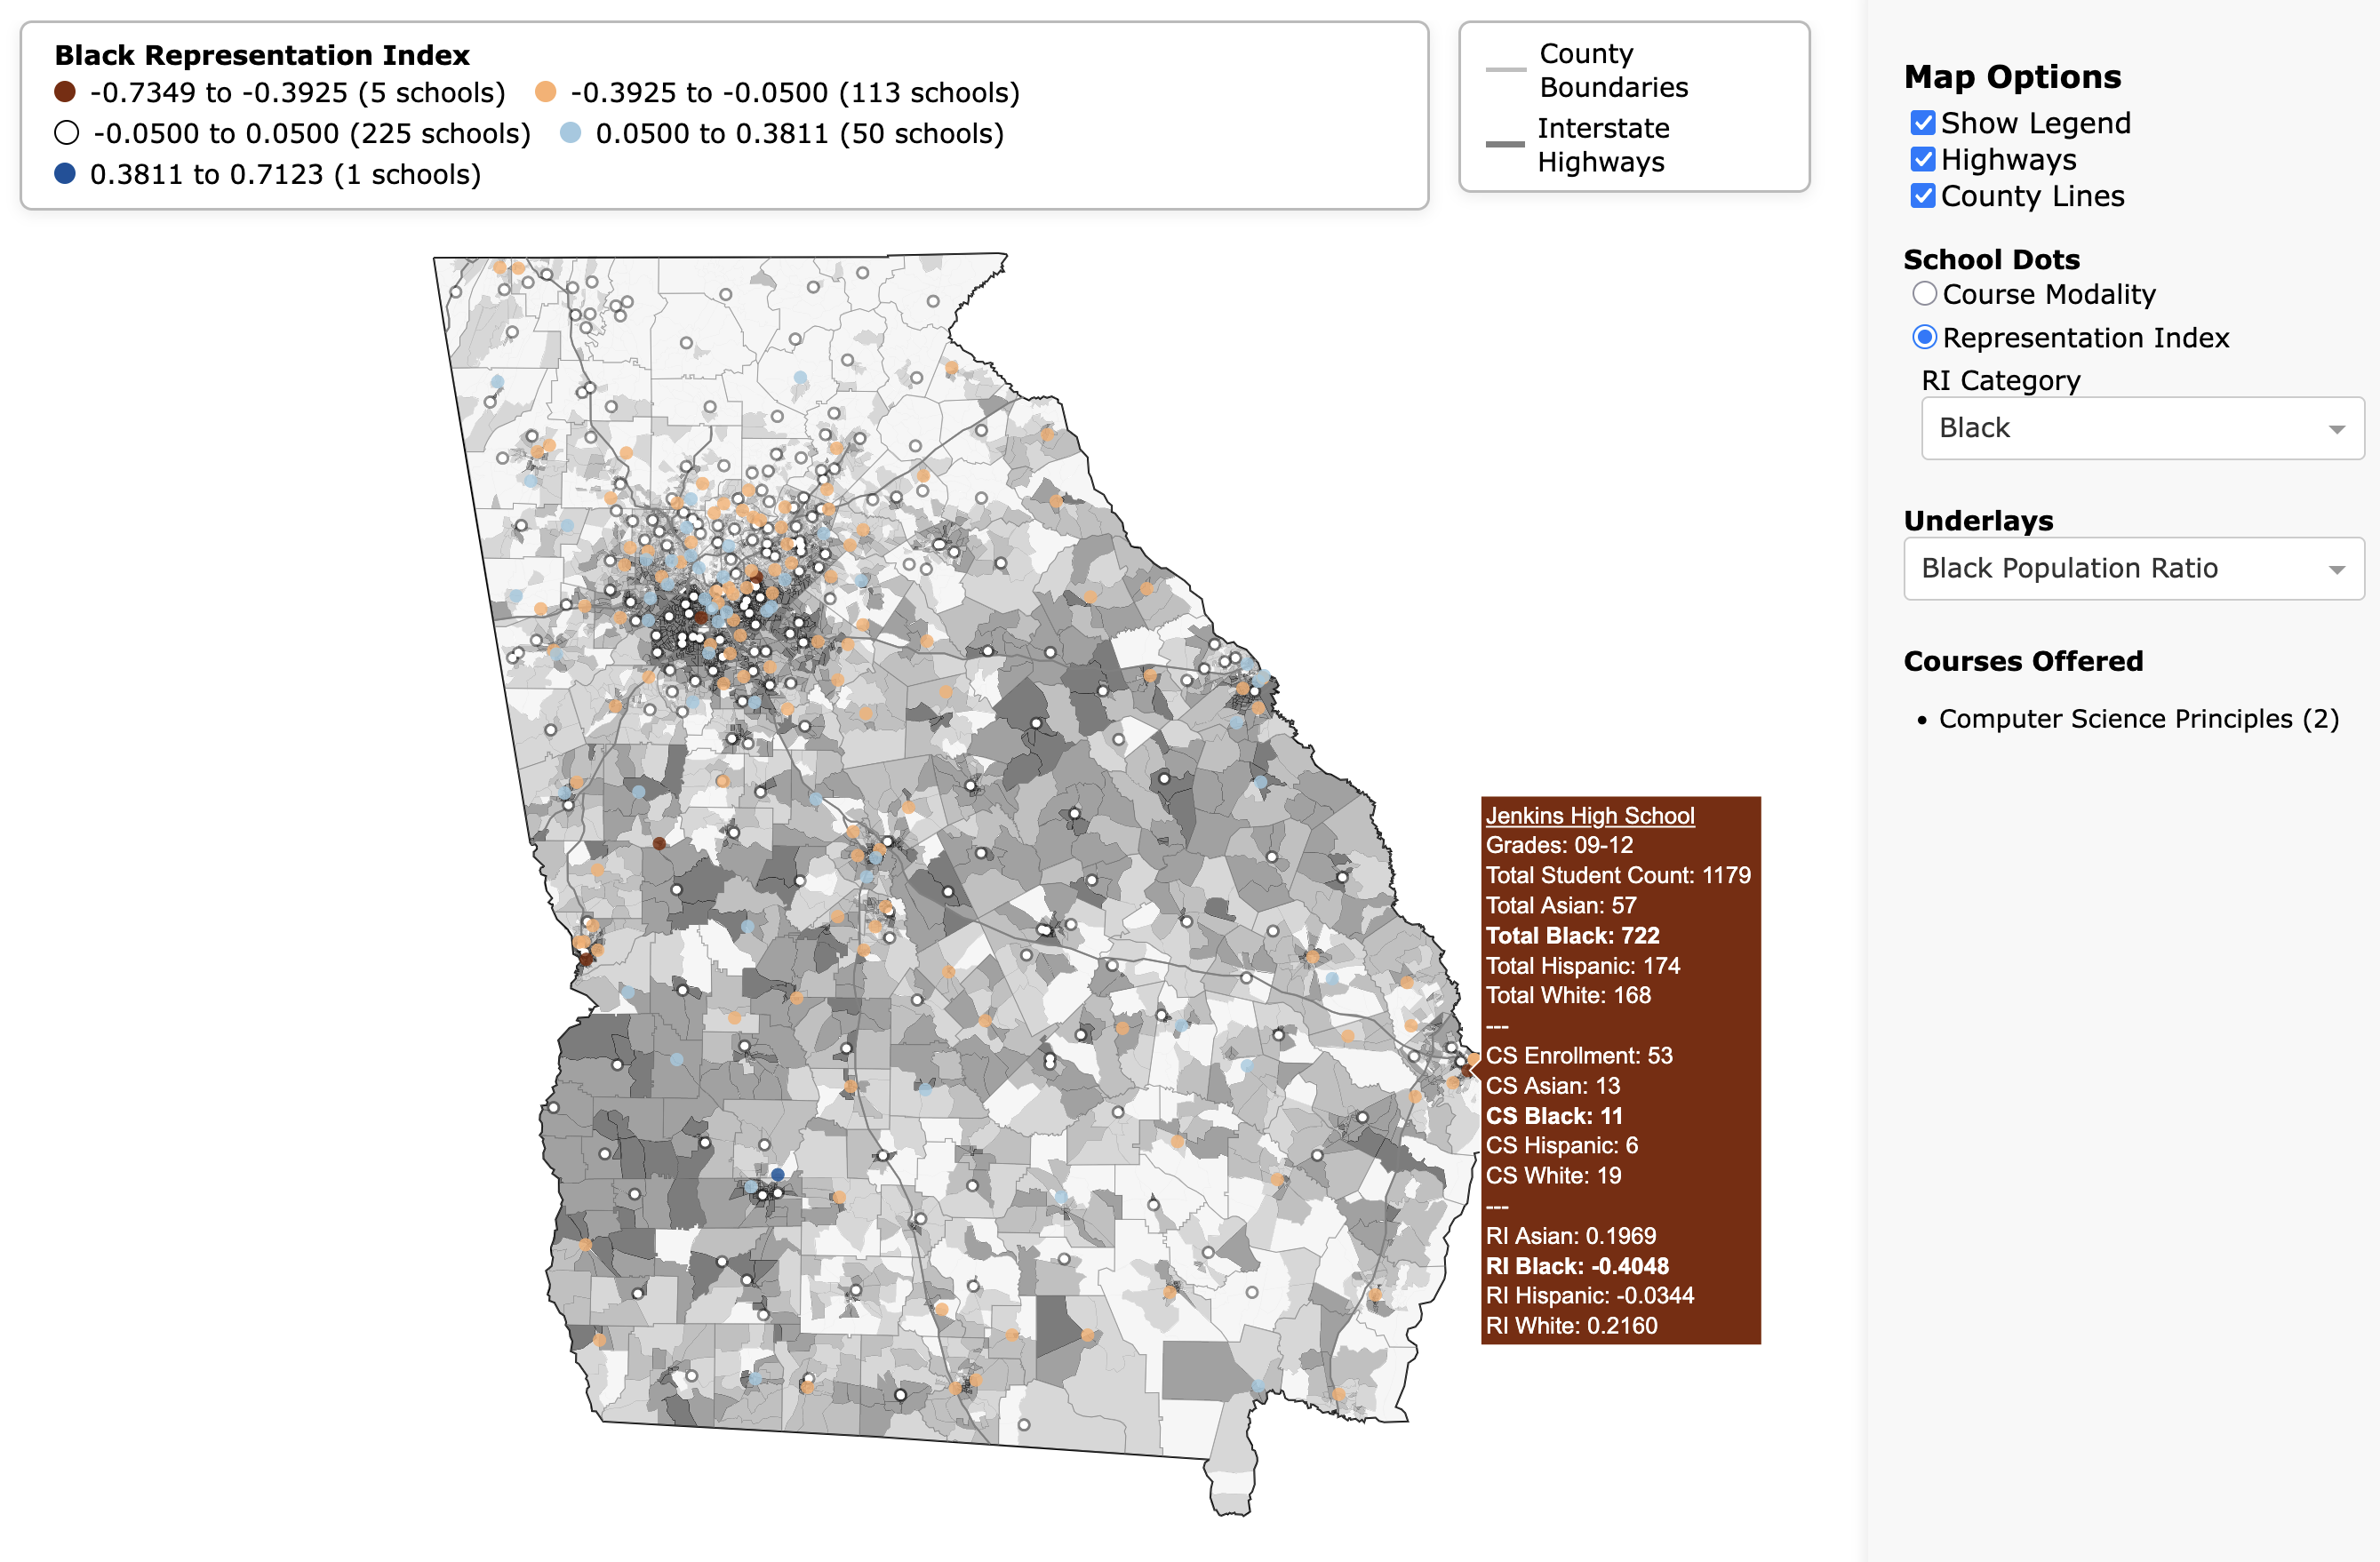 Black Representation Index
-0.7349 to -0.3925 (5 schools)
-0.3925 to -0.0500 (113 schools)
-0.0500 to 0.0500 (225 schools)
0.0500 to 0.3811 (50 schools)
0.3811 to 0.7123 (1 schools)
County
Boundaries
Interstate
Highways
Map Options
Show Legend
Highways
County Lines
School Dots
Course Modality
Representation Index
RI Category
Black
Underlays
Black Population Ratio
Courses Offered
• Computer Science Principles (2)
Jenkins High School
Grades: 09-12
Total Student Count: 1179
Total Asian: 57
Total Black: 722
Total Hispanic: 174
Total White: 168
---
CS Enrollment: 53
CS Asian: 13
CS Black: 11
CS Hispanic: 6
CS White: 19
---
RI Asian: 0.1969
RI Black: -0.4048
RI Hispanic: -0.0344
RI White: 0.2160